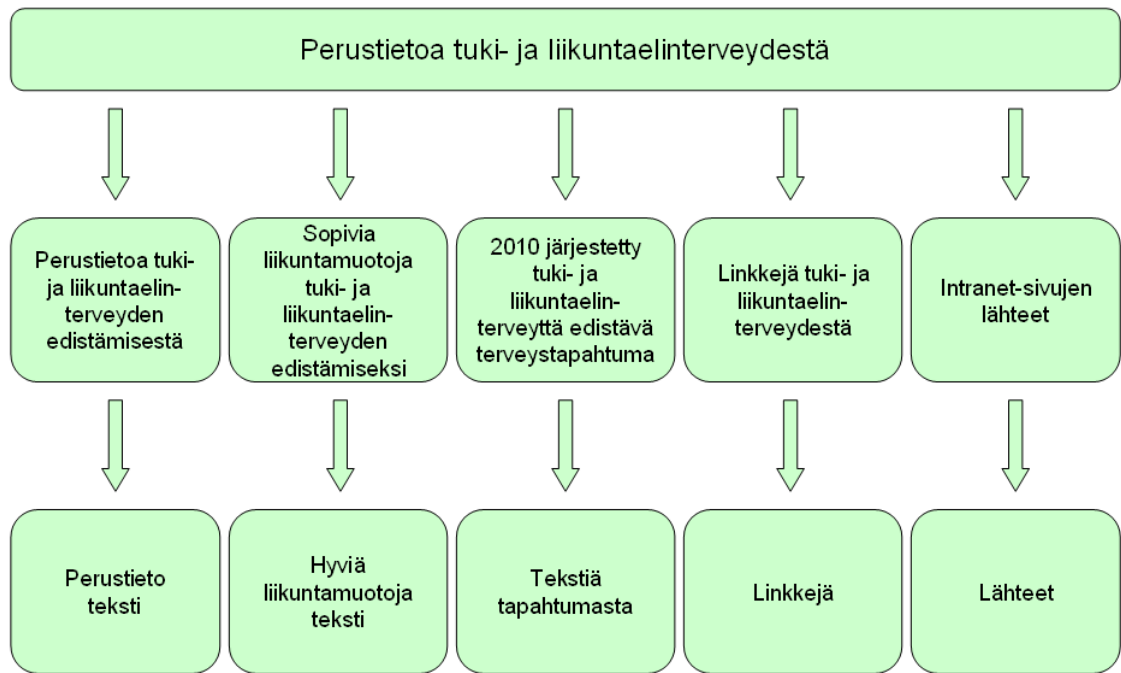 Perustietoa tuki- ja liikuntaelinterveydestä
Perustietoa tuki-
ja liikuntaelin-
terveyden
edistämisestä
Sopivia
liikuntamuotoja
tuki- ja
liikuntaelin-
terveyden
edistämiseksi
2010 järjestetty
tuki- ja
liikuntaelin-
terveyttä edistävä
terveystapahtuma
Linkkejä tuki- ja
liikuntaelin-
terveydestä
Intranet-sivujen
lähteet
Perustieto
teksti
Hyviä
liikuntamuotoja
teksti
Tekstiä
tapahtumasta
Linkkejä
Lähteet